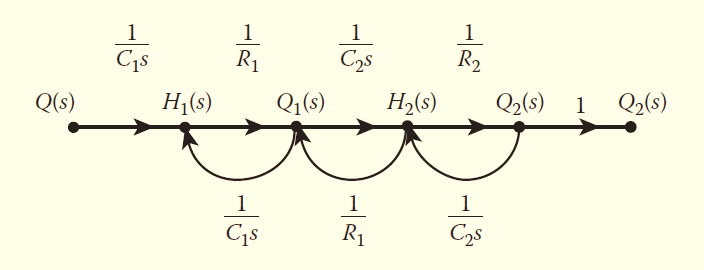 1/(C₁s) 1/R₁ 1/(C₂s) 1/R₂
Q(s) H₁(s) Q₁(s) H₂(s) Q₂(s) 1 Q₂(s)
1/(C₁s) 1/R₁ 1/(C₂s)